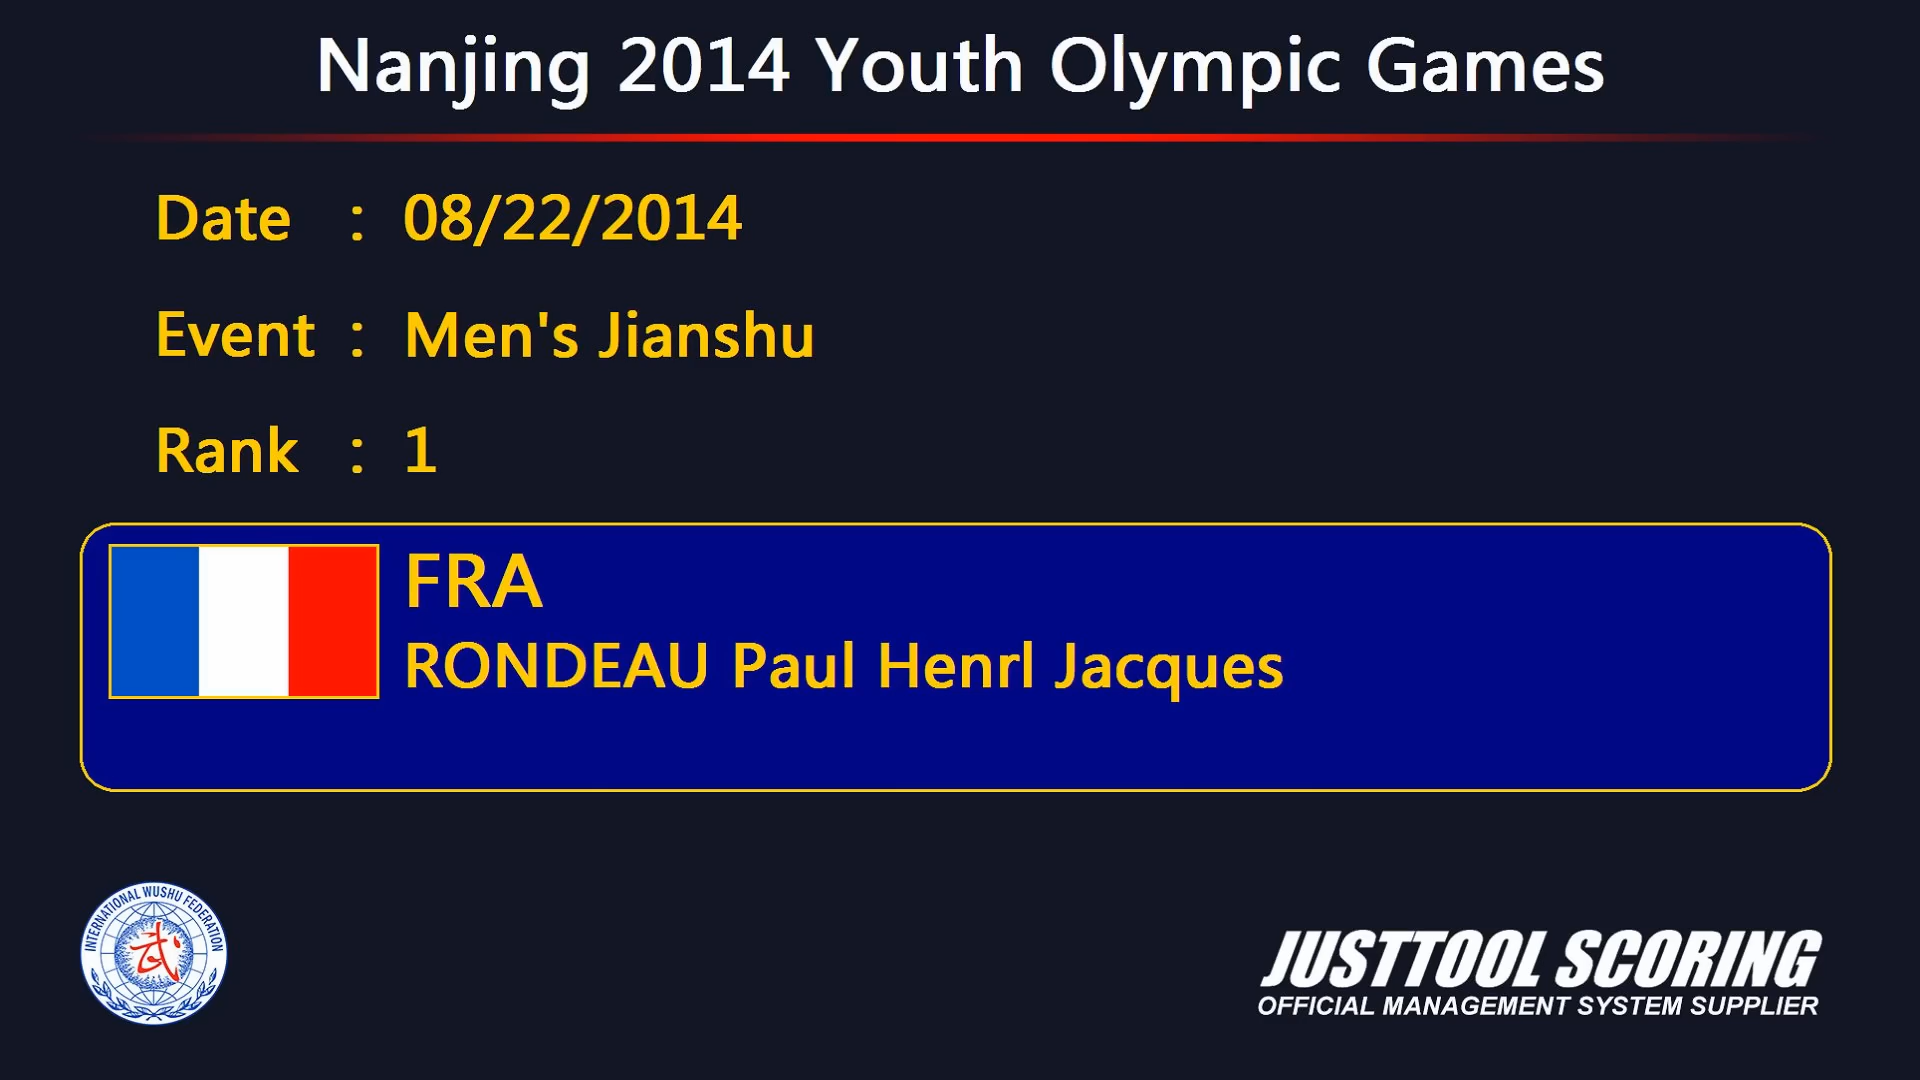 Nanjing 2014 Youth Olympic Games
Date : 08/22/2014
Event : Men's Jianshu
Rank : 1
FRA
RONDEAU Paul Henrl Jacques
INTERNATIONAL WUSHU FEDERATION
武
JUSTTOOL SCORING
OFFICIAL MANAGEMENT SYSTEM SUPPLIER